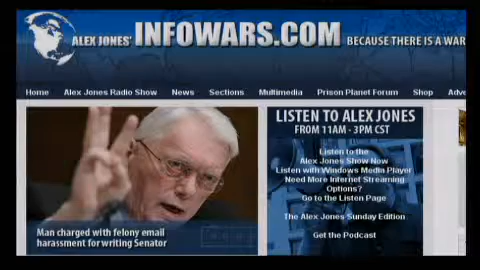 ALEX JONES' INFOWARS.COM BECAUSE THERE IS A WAR
Home Alex Jones Radio Show News Sections Multimedia Prison Planet Forum Shop Adve
LISTEN TO ALEX JONES
FROM 11AM - 3PM CST
Listen to the
Alex Jones Show Now
Listen with Windows Media Player
Need More Internet Streaming
Options?
Go to the Listen Page
The Alex Jones Sunday Edition
Get the Podcast
Man charged with felony email
harassment for writing Senator